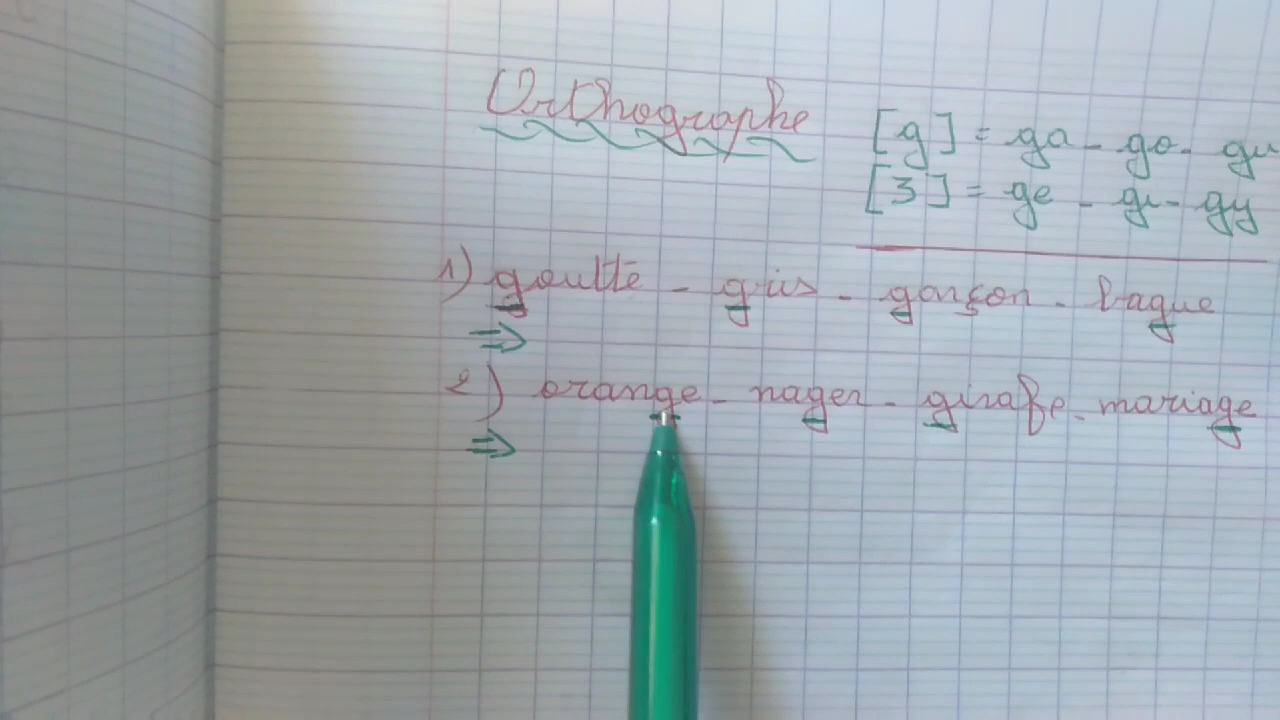 Orthographe
[g] = ga - go - gu
[ʒ] = ge - gi - gy
1) goutte - gris - garçon - bague
⇒
2) orange - nager - girafe - mariage
⇒